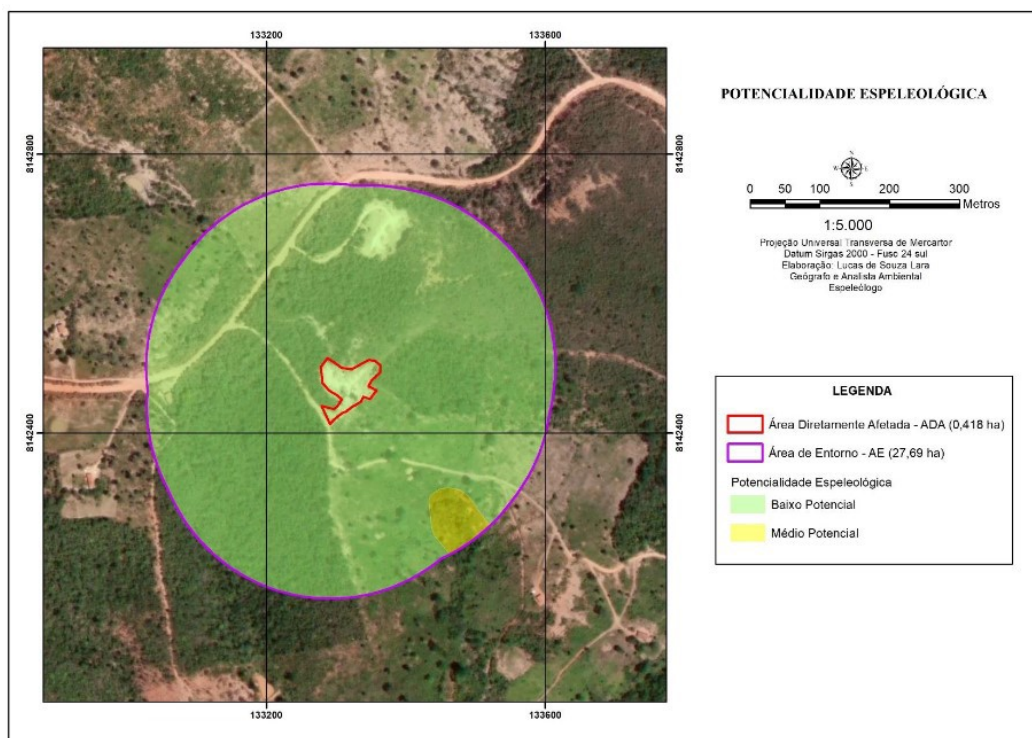 133200
133600
8142800
8142800
8142400
8142400
133200
133600
POTENCIALIDADE ESPELEOLÓGICA
N
W
E
S
0 50 100 200 300
Metros
1:5.000
Projeção Universal Transversa de Mercartor
Datum Sirgas 2000 - Fuso 24 sul
Elaboração: Lucas de Souza Lara
Geógrafo e Analista Ambiental
Espeleólogo
LEGENDA
Área Diretamente Afetada - ADA (0,418 ha)
Área de Entorno - AE (27,69 ha)
Potencialidade Espeleológica
Baixo Potencial
Médio Potencial